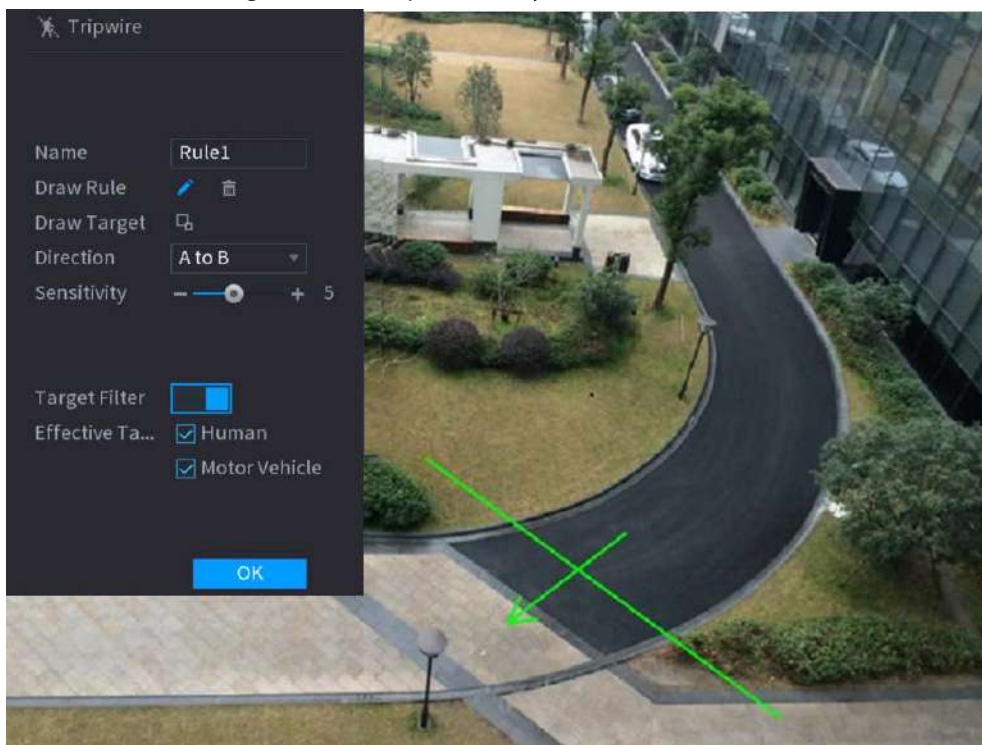 Tripwire
Name Rule1
Draw Rule
Draw Target
Direction A to B
Sensitivity - + 5
Target Filter
Effective Ta... Human
Motor Vehicle
OK